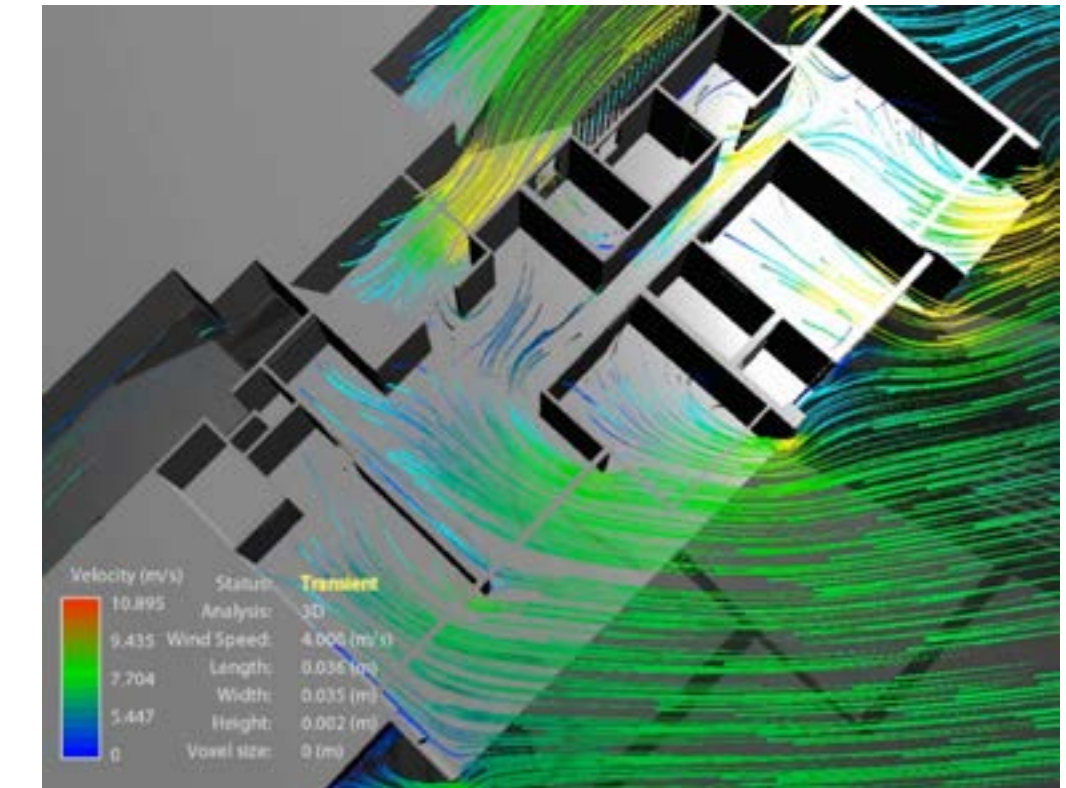 Velocity (m/s)
10.895
9.435
7.704
5.447
0
Status: Transient
Analysis: 3D
Wind Speed: 4.000 (m/s)
Length: 0.036 (m)
Width: 0.035 (m)
Height: 0.002 (m)
Voxel size: 0 (m)